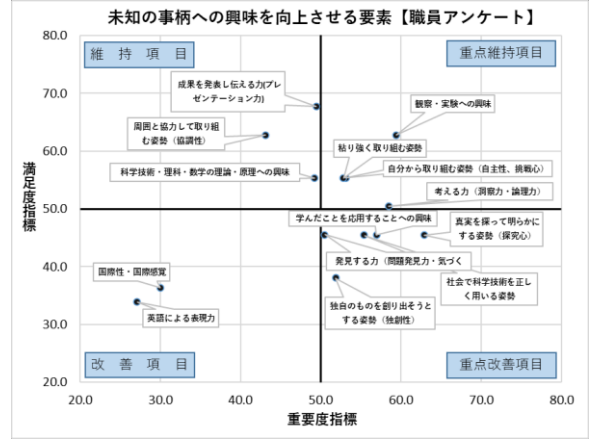 未知の事柄への興味を向上させる要素【職員アンケート】
80.0
維 持 項 目
重点維持項目
成果を発表し伝える力(プレ
ゼンテーション力)
70.0
観察・実験への興味
周囲と協力して取り組
む姿勢（協調性）
粘り強く取り組む姿勢
60.0
科学技術・理科・数学の理論・原理への興味
自分から取り組む姿勢（自主性、挑戦心）
考える力（洞察力・論理力）
満足度指標
50.0
学んだことを応用することへの興味
真実を探って明らかに
する姿勢（探究心）
発見する力（問題発見力・気づく
40.0
国際性・国際感覚
社会で科学技術を正し
く用いる姿勢
独自のものを創り出そうと
する姿勢（独創性）
英語による表現力
30.0
改 善 項 目
重点改善項目
20.0
20.0 30.0 40.0 50.0 60.0 70.0 80.0
重要度指標